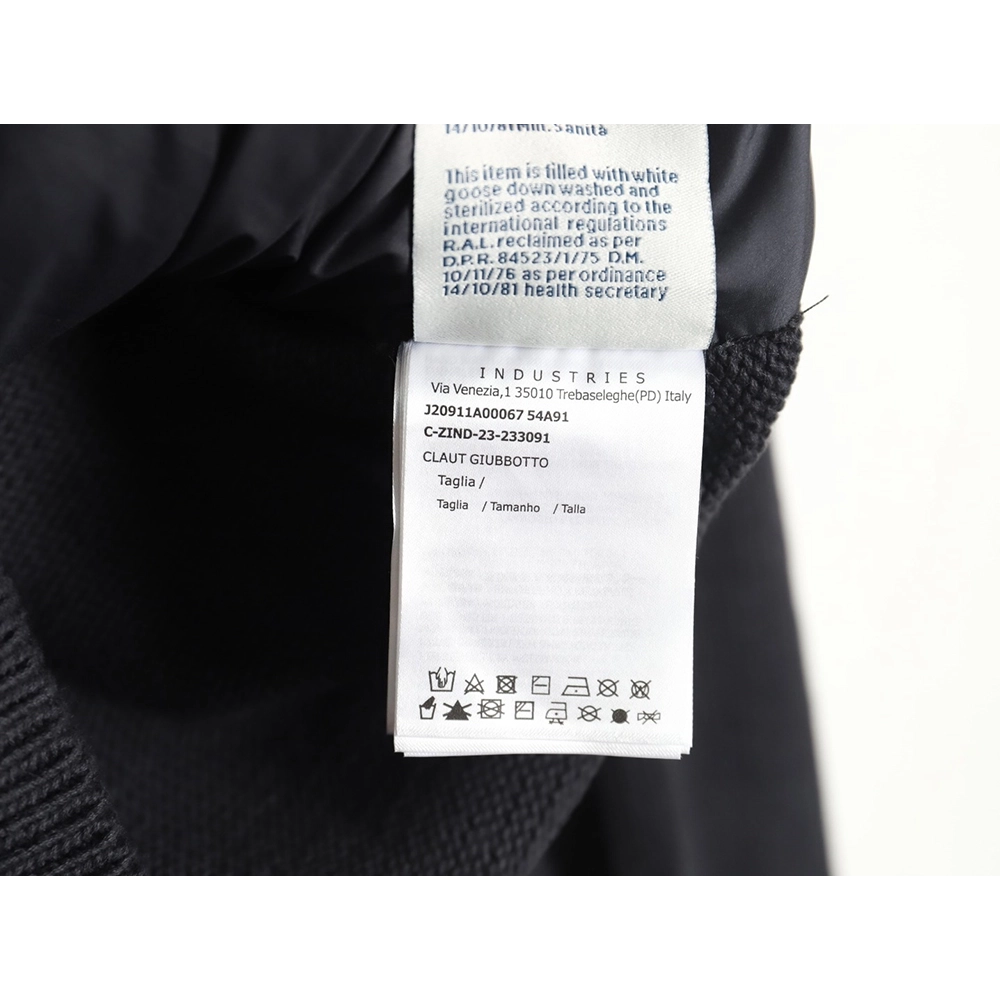 14/10/81 Min. Sanità
This item is filled with white
goose down washed and
sterilized according to the
international regulations
R.A.L. reclaimed as per
D.P.R. 84523/1/75 D.M.
10/11/76 as per ordinance
14/10/81 health secretary
INDUSTRIES
Via Venezia,1 35010 Trebaseleghe(PD) Italy
J20911A00067 54A91
C-ZIND-23-233091
CLAUT GIUBBOTTO
Taglia /
Taglia / Tamanho / Talla